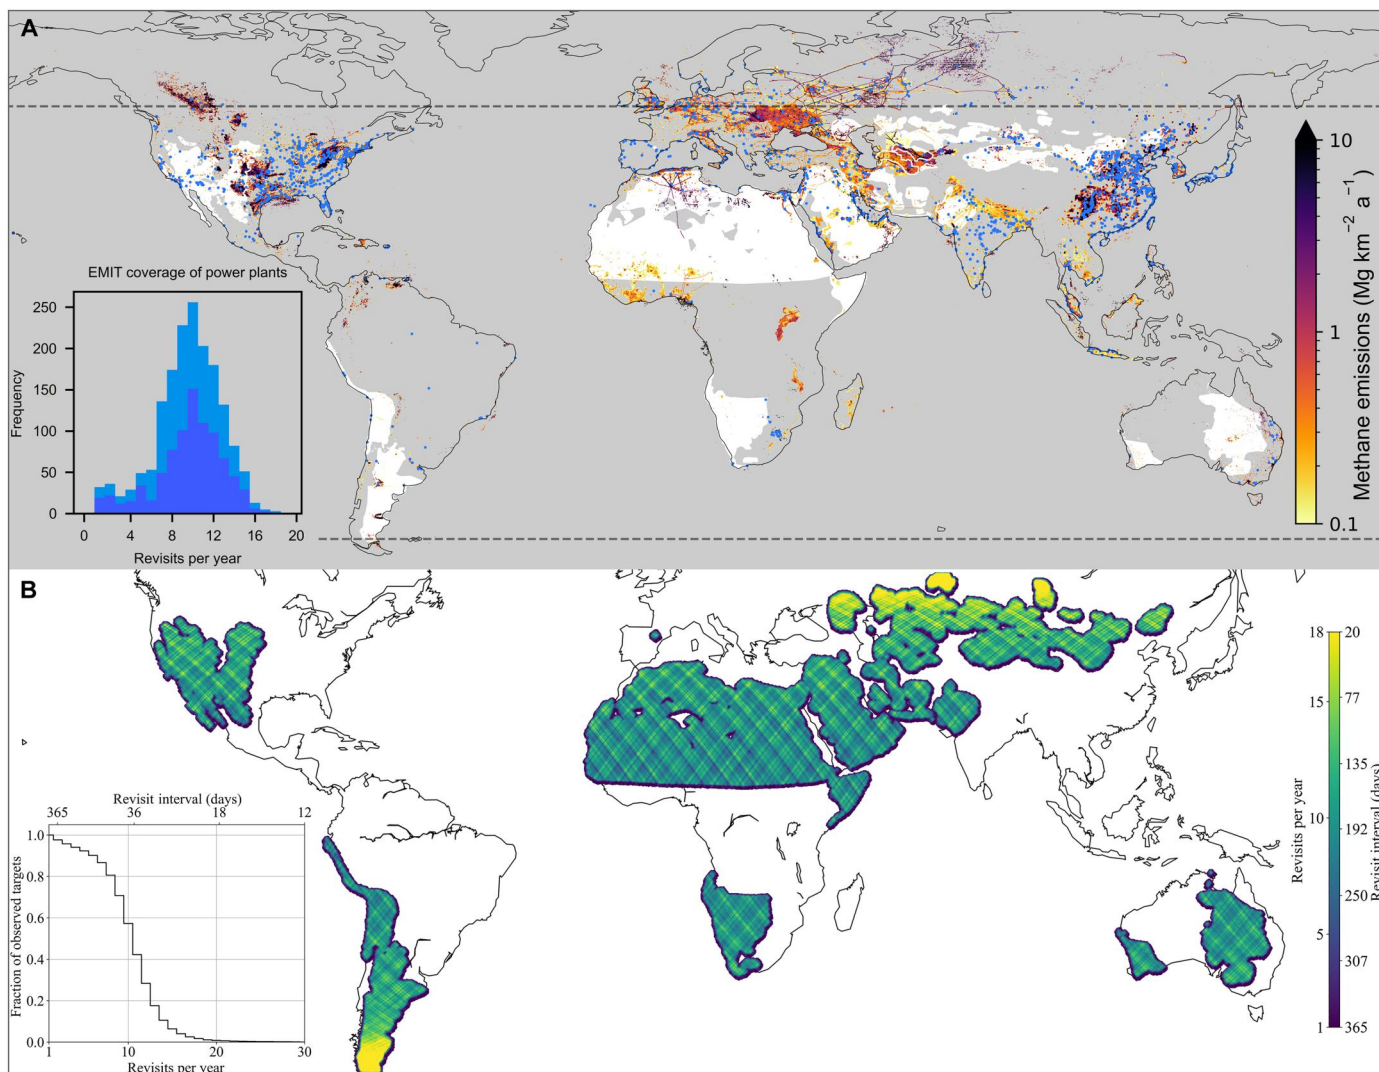 A
EMIT coverage of power plants
250
200
150
100
50
0
Frequency
0 4 8 12 16 20
Revisits per year
10
1
0.1
Methane emissions (Mg km⁻² a⁻¹)
B
Revisit interval (days)
365 36 18 12
1.0
0.8
0.6
0.4
0.2
0.0
Fraction of observed targets
1 10 20 30
Revisits per year
18 20
15 77
135
10 192
250
5 307
1 365
Revisits per year
Revisit interval (days)